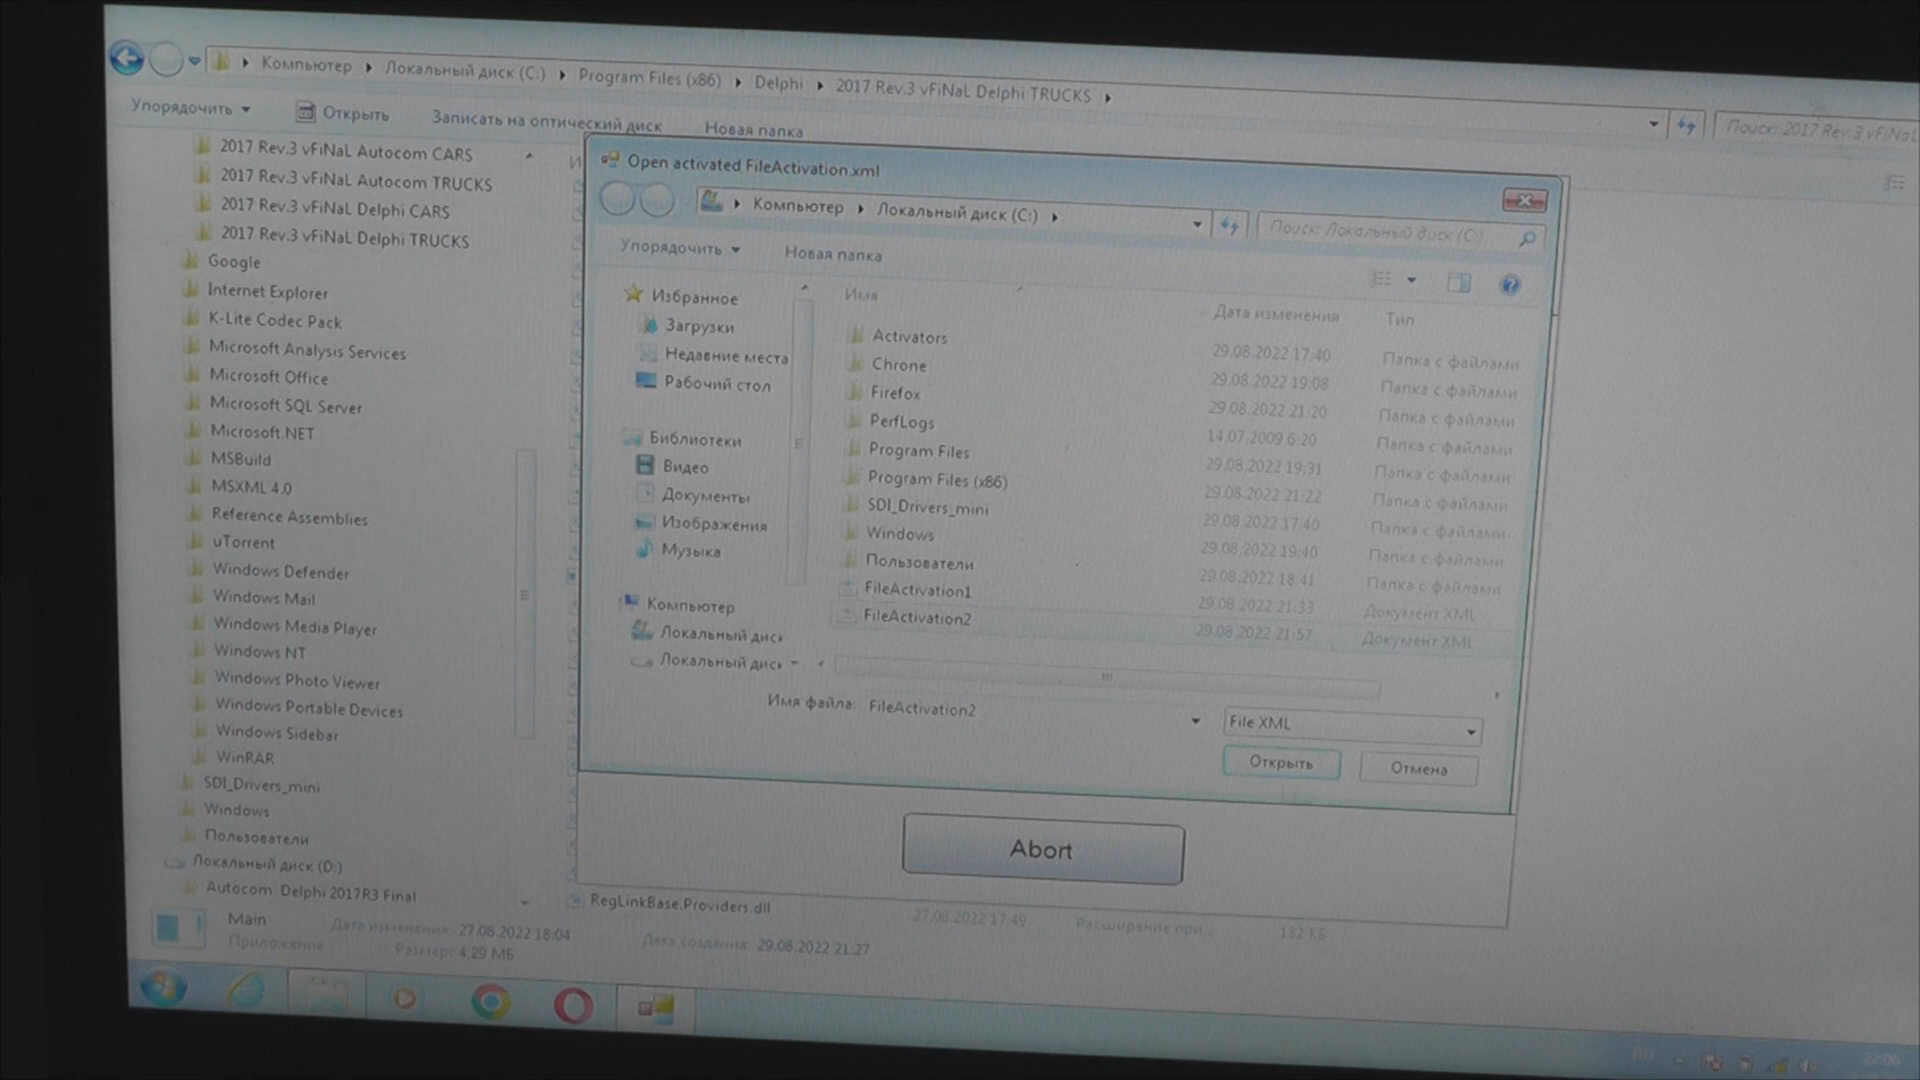 Компьютер ▸ Локальный диск (C:) ▸ Program Files (x86) ▸ Delphi ▸ 2017 Rev.3 vFiNaL Delphi TRUCKS ▸
Поиск: 2017 Rev.3 vFiNaL
Упорядочить Открыть Записать на оптический диск Новая папка
2017 Rev.3 vFiNaL Autocom CARS
2017 Rev.3 vFiNaL Autocom TRUCKS
2017 Rev.3 vFiNaL Delphi CARS
2017 Rev.3 vFiNaL Delphi TRUCKS
Google
Internet Explorer
K-Lite Codec Pack
Microsoft Analysis Services
Microsoft Office
Microsoft SQL Server
Microsoft.NET
MSBuild
MSXML 4.0
Reference Assemblies
uTorrent
Windows Defender
Windows Mail
Windows Media Player
Windows NT
Windows Photo Viewer
Windows Portable Devices
Windows Sidebar
WinRAR
SDI_Drivers_mini
Windows
Пользователи
Локальный диск (D:)
Autocom Delphi 2017R3 Final
Open activated FileActivation.xml
Компьютер ▸ Локальный диск (C:) ▸
Поиск: Локальный диск (C:)
Упорядочить Новая папка
Избранное
Загрузки
Недавние места
Рабочий стол
Библиотеки
Видео
Документы
Изображения
Музыка
Компьютер
Локальный диск
Локальный диск
Имя Дата изменения Тип
Activators 29.08.2022 17:40 Папка с файлами
Chrone 29.08.2022 19:08 Папка с файлами
Firefox 29.08.2022 21:20 Папка с файлами
PerfLogs 14.07.2009 6:20 Папка с файлами
Program Files 29.08.2022 19:31 Папка с файлами
Program Files (x86) 29.08.2022 21:22 Папка с файлами
SDI_Drivers_mini 29.08.2022 17:40 Папка с файлами
Windows 29.08.2022 19:40 Папка с файлами
Пользователи 29.08.2022 18:41 Папка с файлами
FileActivation1 29.08.2022 21:33 Документ XML
FileActivation2 29.08.2022 21:57 Документ XML
Имя файла: FileActivation2 File XML
Открыть Отмена
Abort
RegLinkBase.Providers.dll 27.08.2022 17:49 Расширение при... 132 КБ
Main Дата изменения: 27.08.2022 18:04 Дата создания: 29.08.2022 21:27
Приложение Размер: 4,29 МБ
RU 22:06